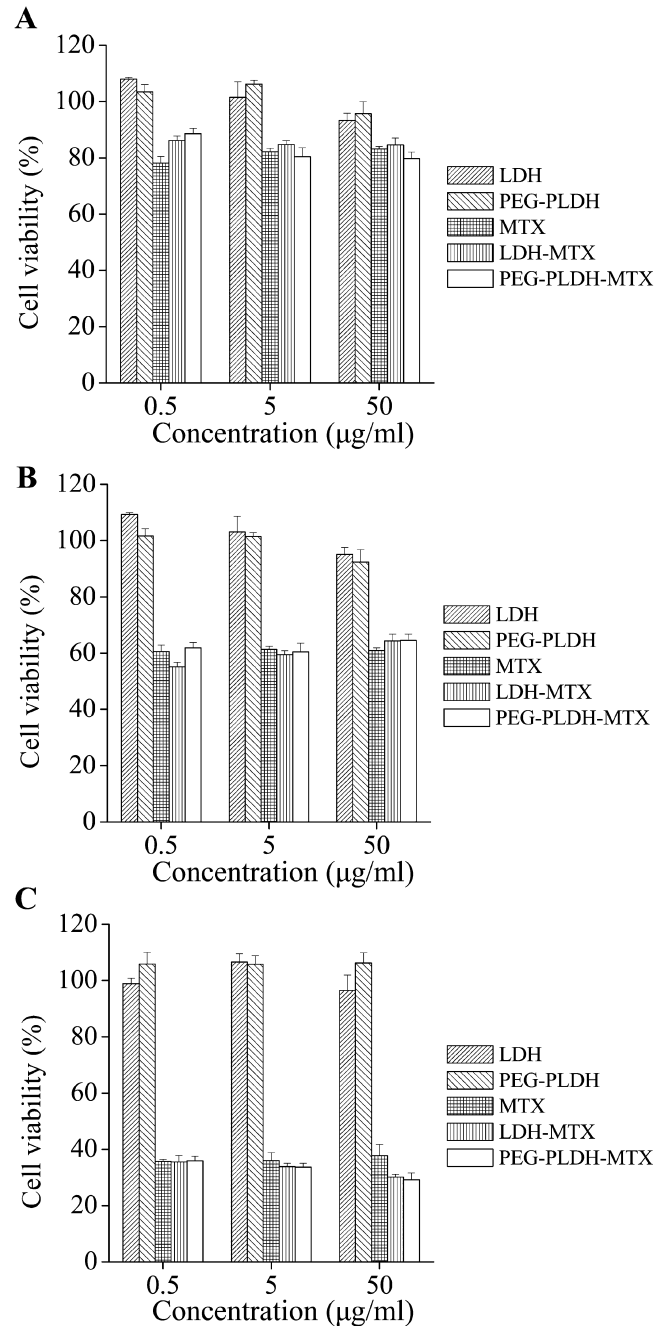 A
120
100
80
60
40
20
0
Cell viability (%)
0.5 5 50
Concentration (μg/ml)
LDH
PEG-PLDH
MTX
LDH-MTX
PEG-PLDH-MTX
B
120
100
80
60
40
20
0
Cell viability (%)
0.5 5 50
Concentration (μg/ml)
LDH
PEG-PLDH
MTX
LDH-MTX
PEG-PLDH-MTX
C
120
100
80
60
40
20
0
Cell viability (%)
0.5 5 50
Concentration (μg/ml)
LDH
PEG-PLDH
MTX
LDH-MTX
PEG-PLDH-MTX